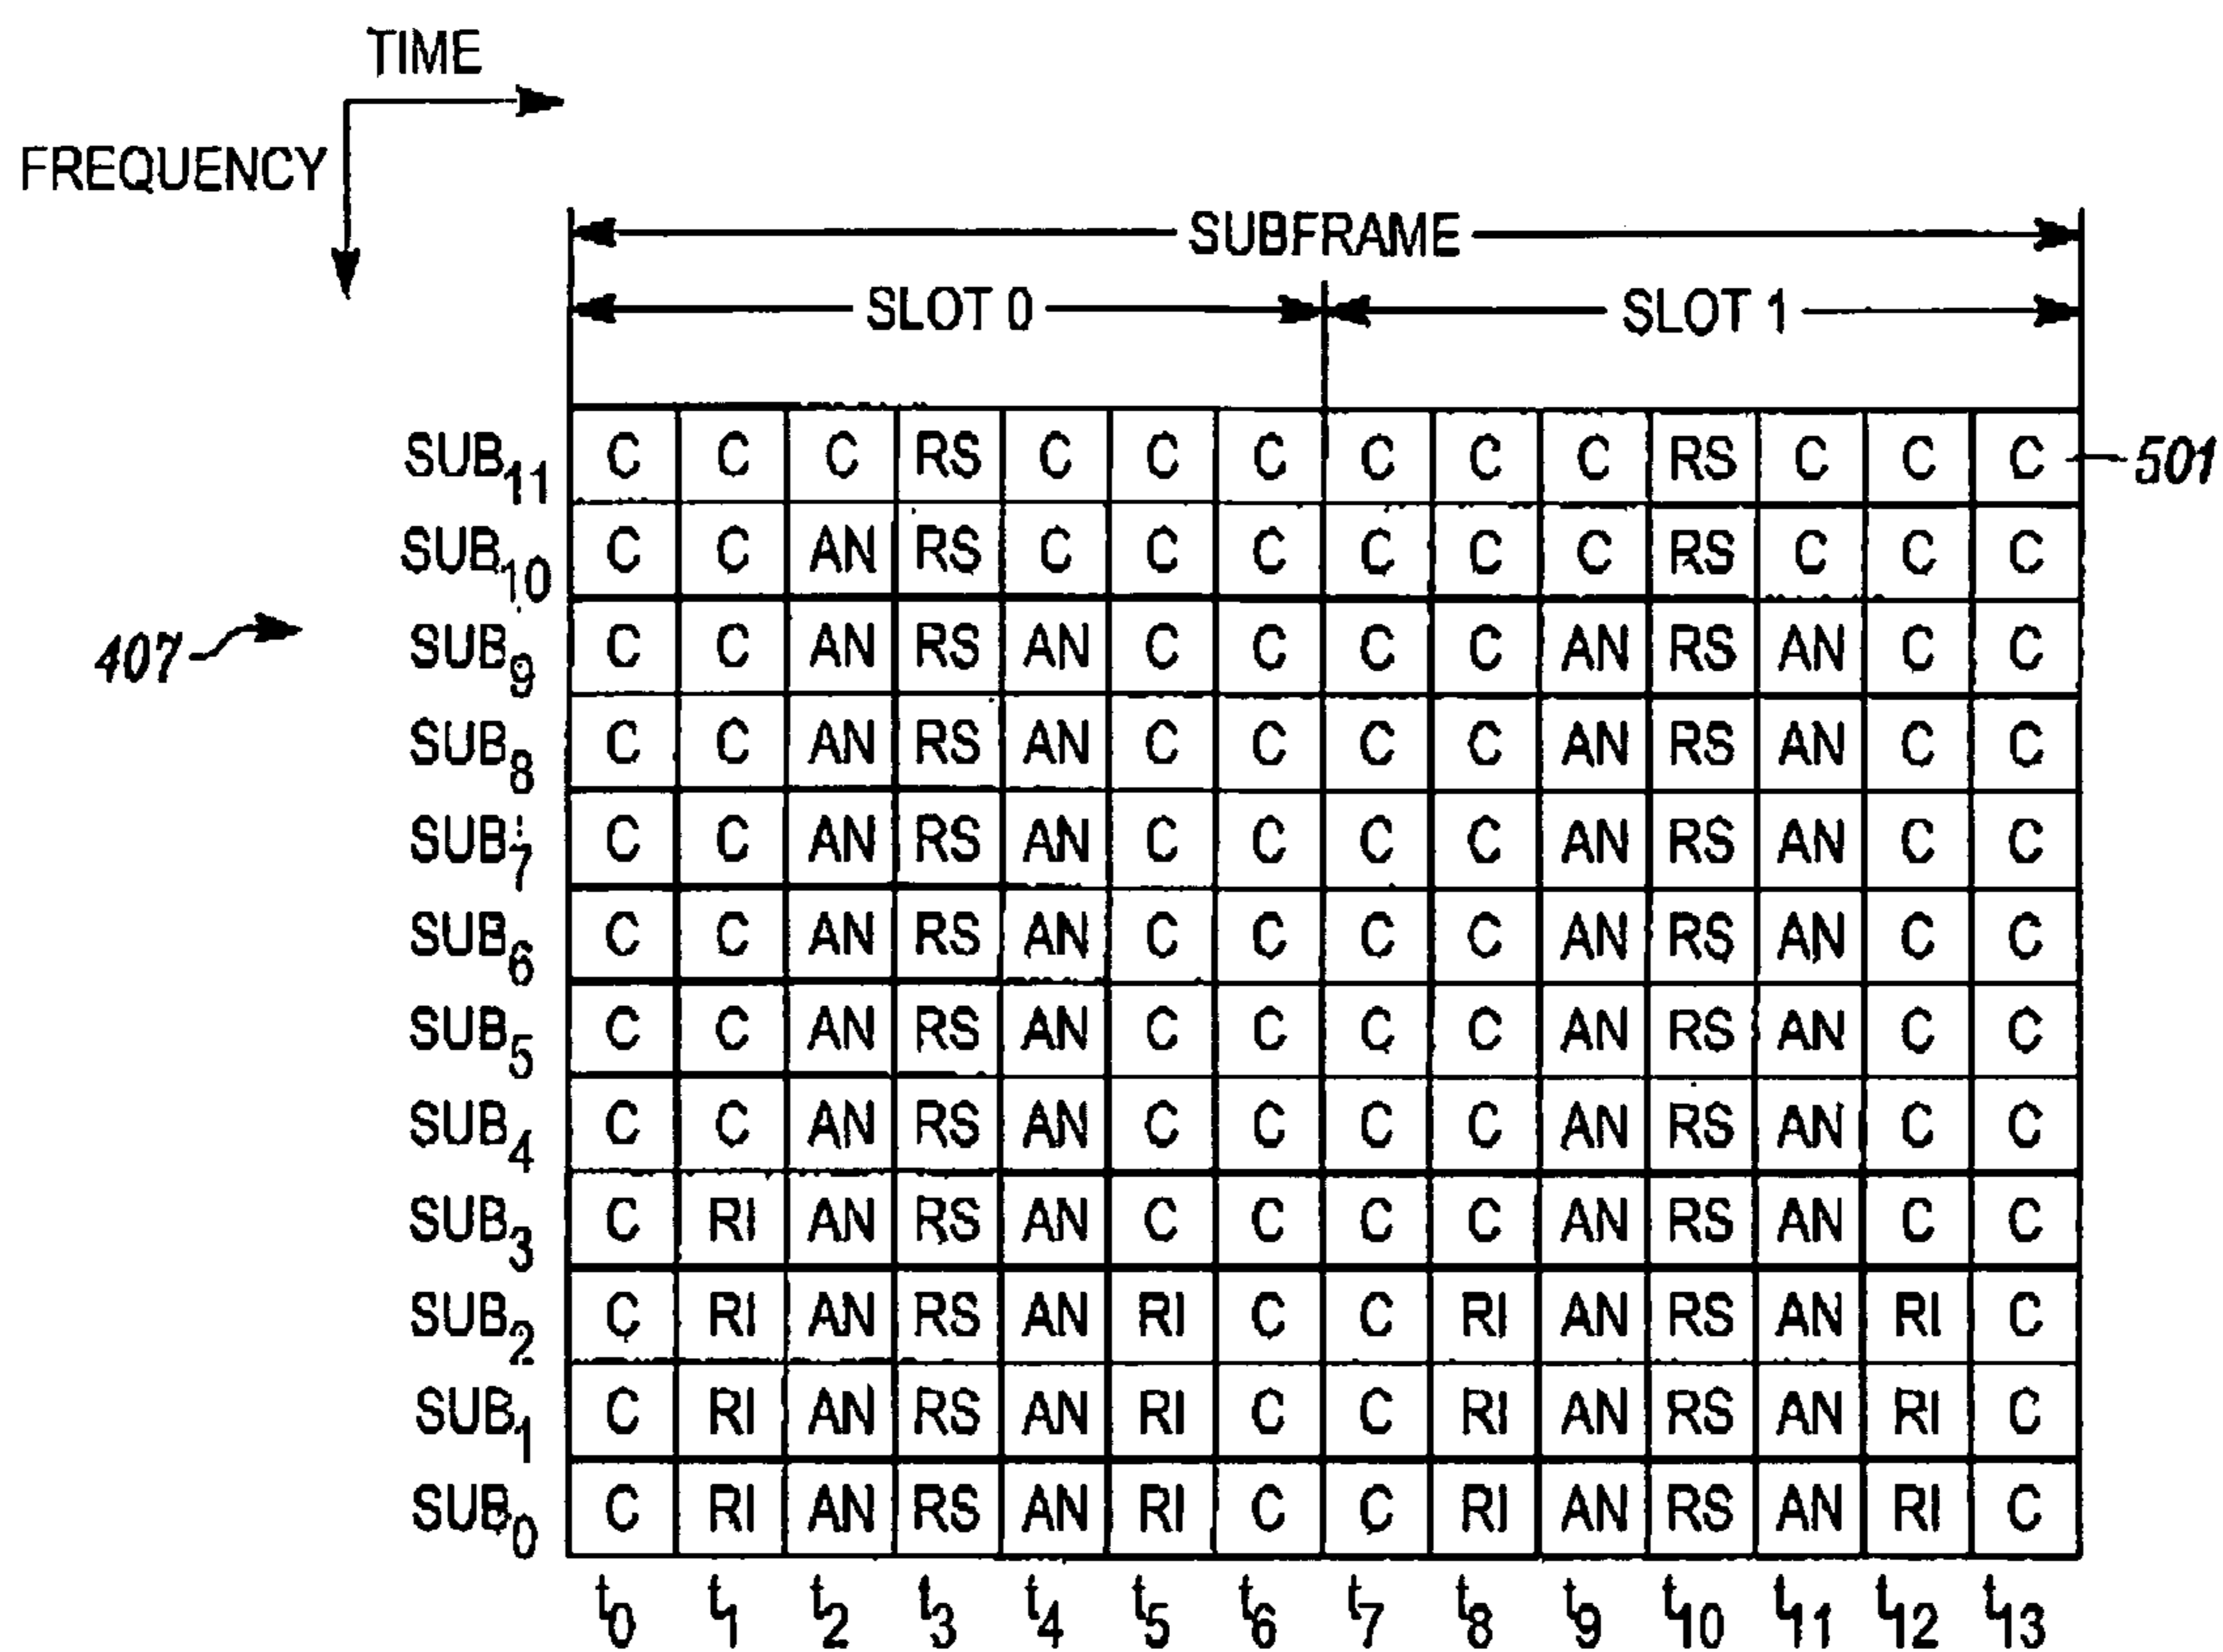 TIME
FREQUENCY
SUBFRAME
SLOT 0 SLOT 1
SUB11 C C C RS C C C C C C RS C C C 501
SUB10 C C AN RS C C C C C C RS C C C
407
SUB9 C C AN RS AN C C C C AN RS AN C C
SUB8 C C AN RS AN C C C C AN RS AN C C
SUB7 C C AN RS AN C C C C AN RS AN C C
SUB6 C C AN RS AN C C C C AN RS AN C C
SUB5 C C AN RS AN C C C C AN RS AN C C
SUB4 C C AN RS AN C C C C AN RS AN C C
SUB3 C RI AN RS AN C C C C AN RS AN C C
SUB2 C RI AN RS AN RI C C RI AN RS AN RI C
SUB1 C RI AN RS AN RI C C RI AN RS AN RI C
SUB0 C RI AN RS AN RI C C RI AN RS AN RI C
t0 t1 t2 t3 t4 t5 t6 t7 t8 t9 t10 t11 t12 t13